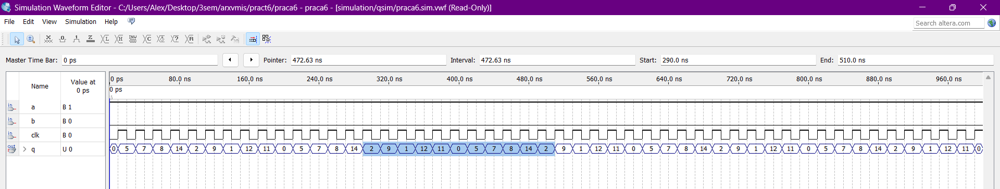 Simulation Waveform Editor - C:/Users/Alex/Desktop/3sem/arxvmis/pract6/praca6 - praca6 - [simulation/qsim/praca6.sim.vwf (Read-Only)]
File Edit View Simulation Help
Search altera.com
Master Time Bar: 0 ps Pointer: 472.63 ns Interval: 472.63 ns Start: 290.0 ns End: 510.0 ns
Name Value at 0 ps
0 ps 80.0 ns 160.0 ns 240.0 ns 320.0 ns 400.0 ns 480.0 ns 560.0 ns 640.0 ns 720.0 ns 800.0 ns 880.0 ns 960.0 ns
0 ps
in a B 1
in b B 0
in clk B 0
out q U 0 0 5 7 8 14 2 9 1 12 11 0 5 7 8 14 2 9 1 12 11 0 5 7 8 14 2 9 1 12 11 0 5 7 8 14 2 9 1 12 11 0 5 7 8 14 2 9 1 12 11 0